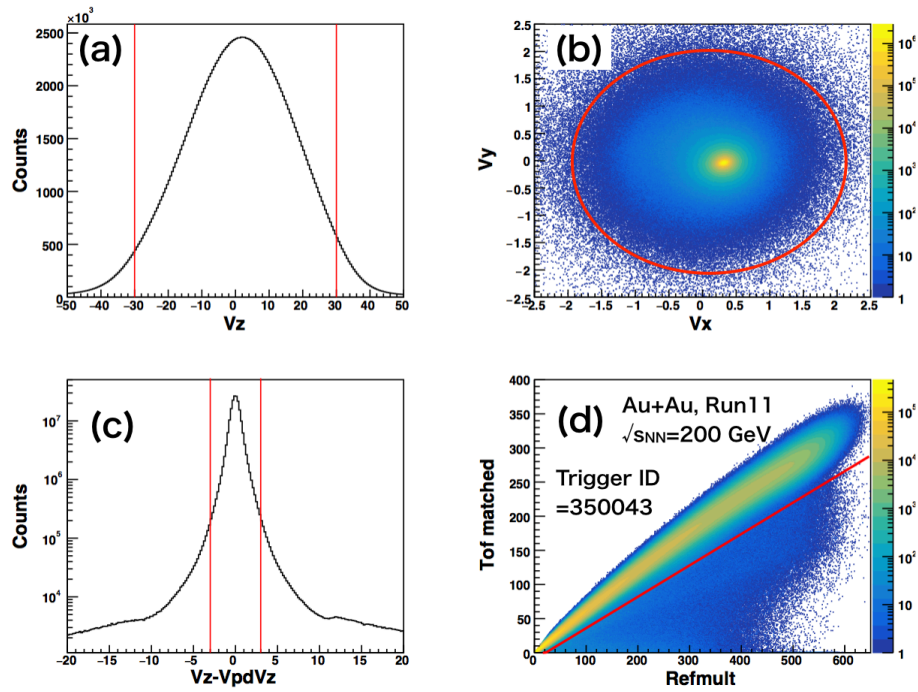 ×10³
(a)
2500
2000
1500
1000
500
0
Counts
−50 −40 −30 −20 −10 0 10 20 30 40 50
Vz
(b)
2.5
2
1.5
1
0.5
0
−0.5
−1
−1.5
−2
−2.5
Vy
−2.5 −2 −1.5 −1 −0.5 0 0.5 1 1.5 2 2.5
Vx
10⁶
10⁵
10⁴
10³
10²
10
1
(c)
10⁷
10⁶
10⁵
10⁴
Counts
−20 −15 −10 −5 0 5 10 15 20
Vz-VpdVz
(d)
Au+Au, Run11
√sNN=200 GeV
Trigger ID
=350043
400
350
300
250
200
150
100
50
0
Tof matched
0 100 200 300 400 500 600
Refmult
10⁵
10⁴
10³
10²
10
1